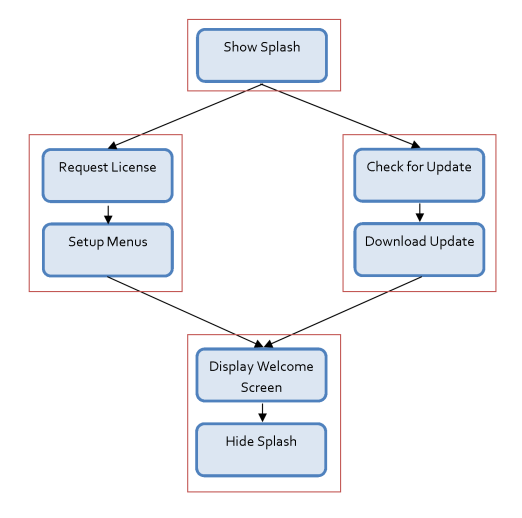 Show Splash
Request License
Setup Menus
Check for Update
Download Update
Display Welcome
Screen
Hide Splash